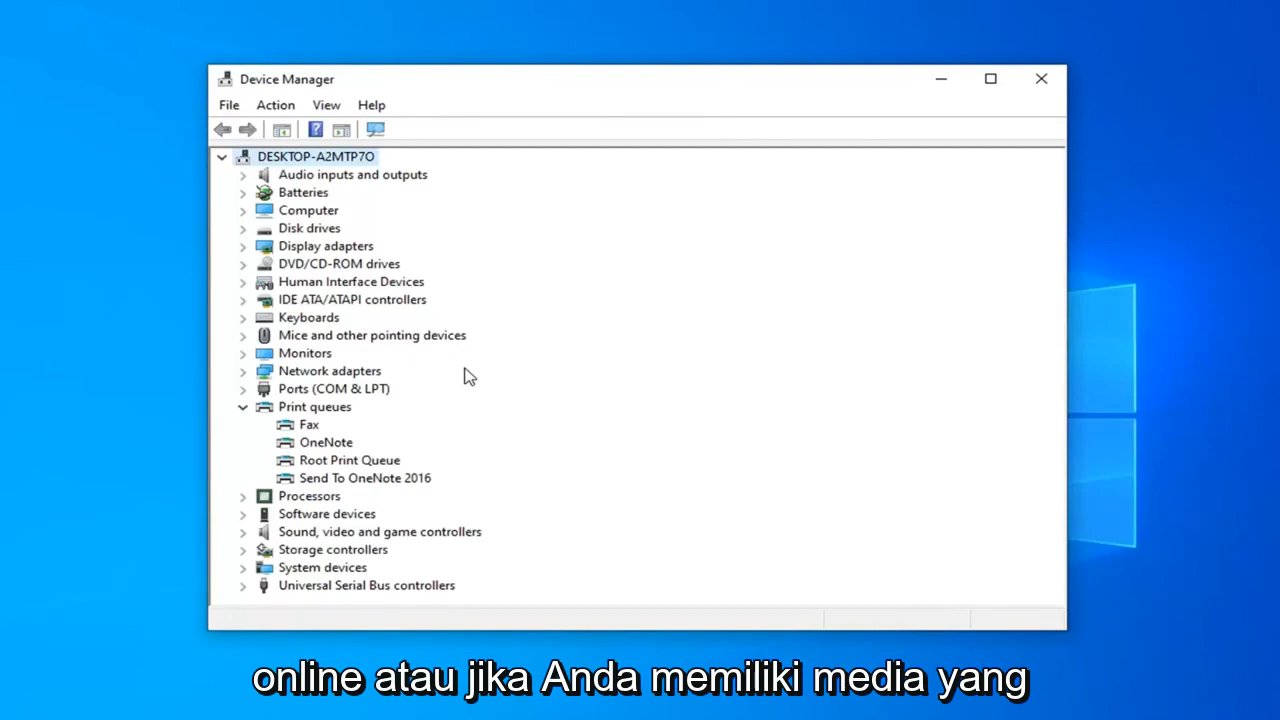 Device Manager
File Action View Help
DESKTOP-A2MTP7O
Audio inputs and outputs
Batteries
Computer
Disk drives
Display adapters
DVD/CD-ROM drives
Human Interface Devices
IDE ATA/ATAPI controllers
Keyboards
Mice and other pointing devices
Monitors
Network adapters
Ports (COM & LPT)
Print queues
Fax
OneNote
Root Print Queue
Send To OneNote 2016
Processors
Software devices
Sound, video and game controllers
Storage controllers
System devices
Universal Serial Bus controllers
online atau jika Anda memiliki media yang